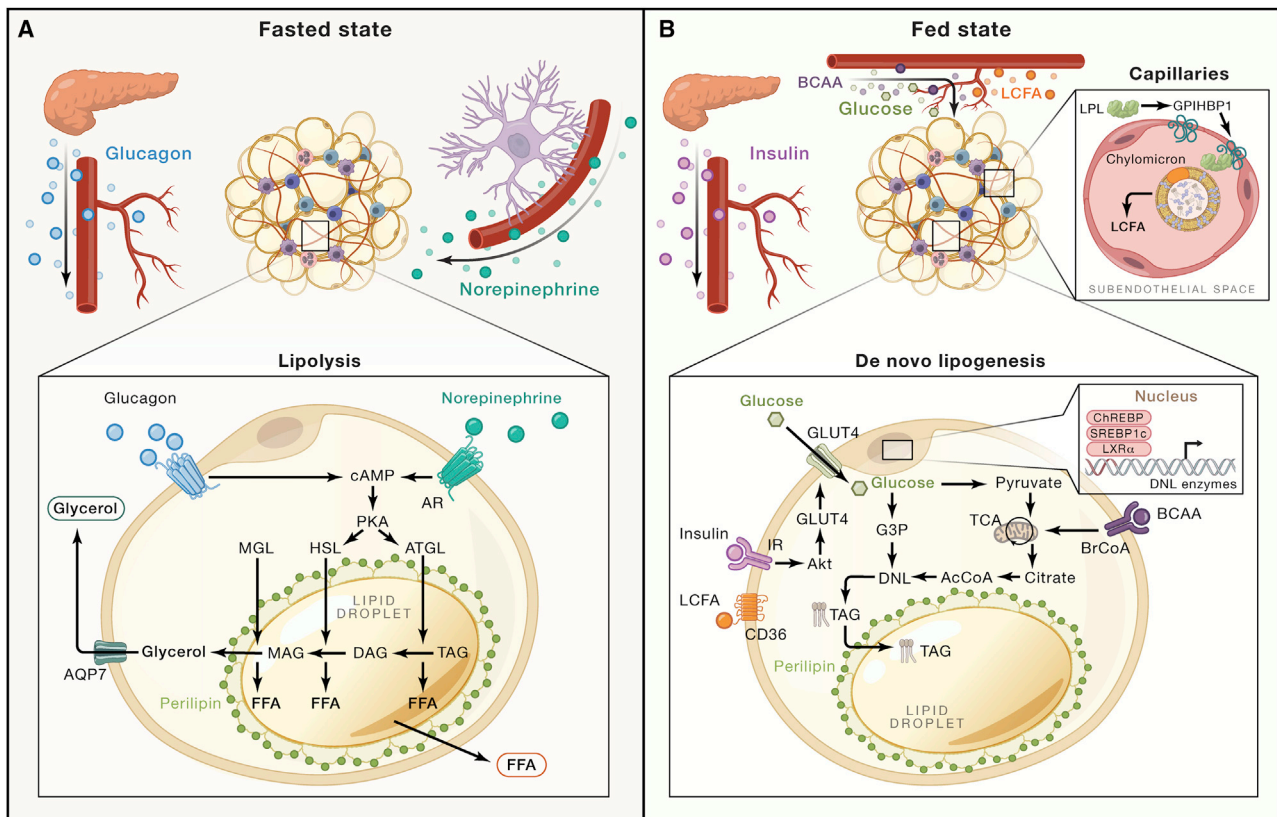 A
Fasted state
Glucagon
Norepinephrine
Lipolysis
Glucagon
Norepinephrine
cAMP
AR
Glycerol
PKA
MGL
HSL
ATGL
LIPID
DROPLET
Glycerol
MAG
DAG
TAG
AQP7
Perilipin
FFA
FFA
FFA
FFA
B
Fed state
BCAA
Glucose
LCFA
Insulin
Capillaries
LPL
GPIHBP1
Chylomicron
LCFA
SUBENDOTHELIAL SPACE
De novo lipogenesis
Glucose
GLUT4
Nucleus
ChREBP
SREBP1c
LXRα
DNL enzymes
Glucose
Pyruvate
GLUT4
G3P
TCA
BCAA
BrCoA
Insulin
IR
Akt
DNL
AcCoA
Citrate
LCFA
CD36
TAG
TAG
Perilipin
LIPID
DROPLET